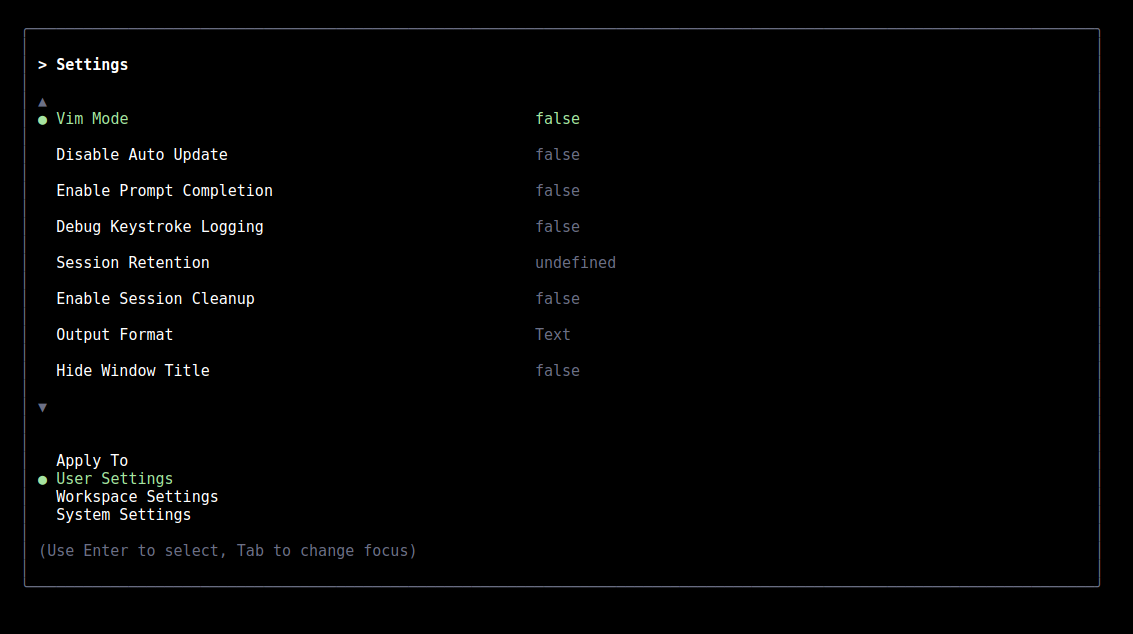 > Settings
▲
● Vim Mode false
Disable Auto Update false
Enable Prompt Completion false
Debug Keystroke Logging false
Session Retention undefined
Enable Session Cleanup false
Output Format Text
Hide Window Title false
▼
Apply To
● User Settings
Workspace Settings
System Settings
(Use Enter to select, Tab to change focus)